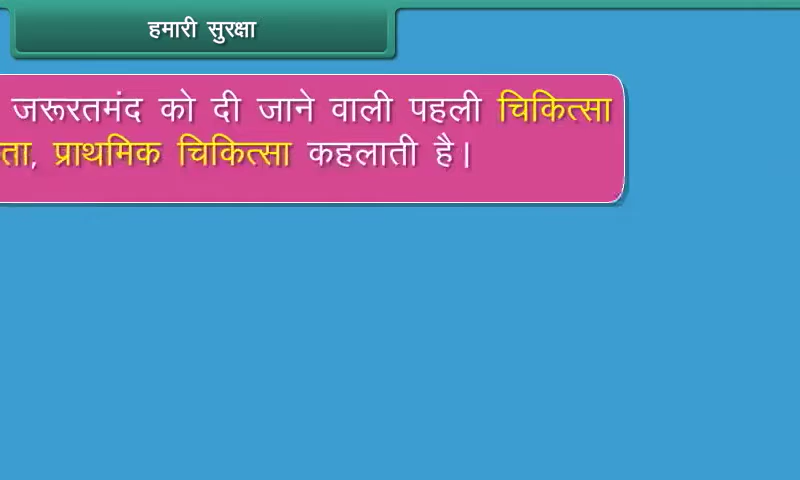 हमारी सुरक्षा
जरूरतमंद को दी जाने वाली पहली चिकित्सा
ता, प्राथमिक चिकित्सा कहलाती है।